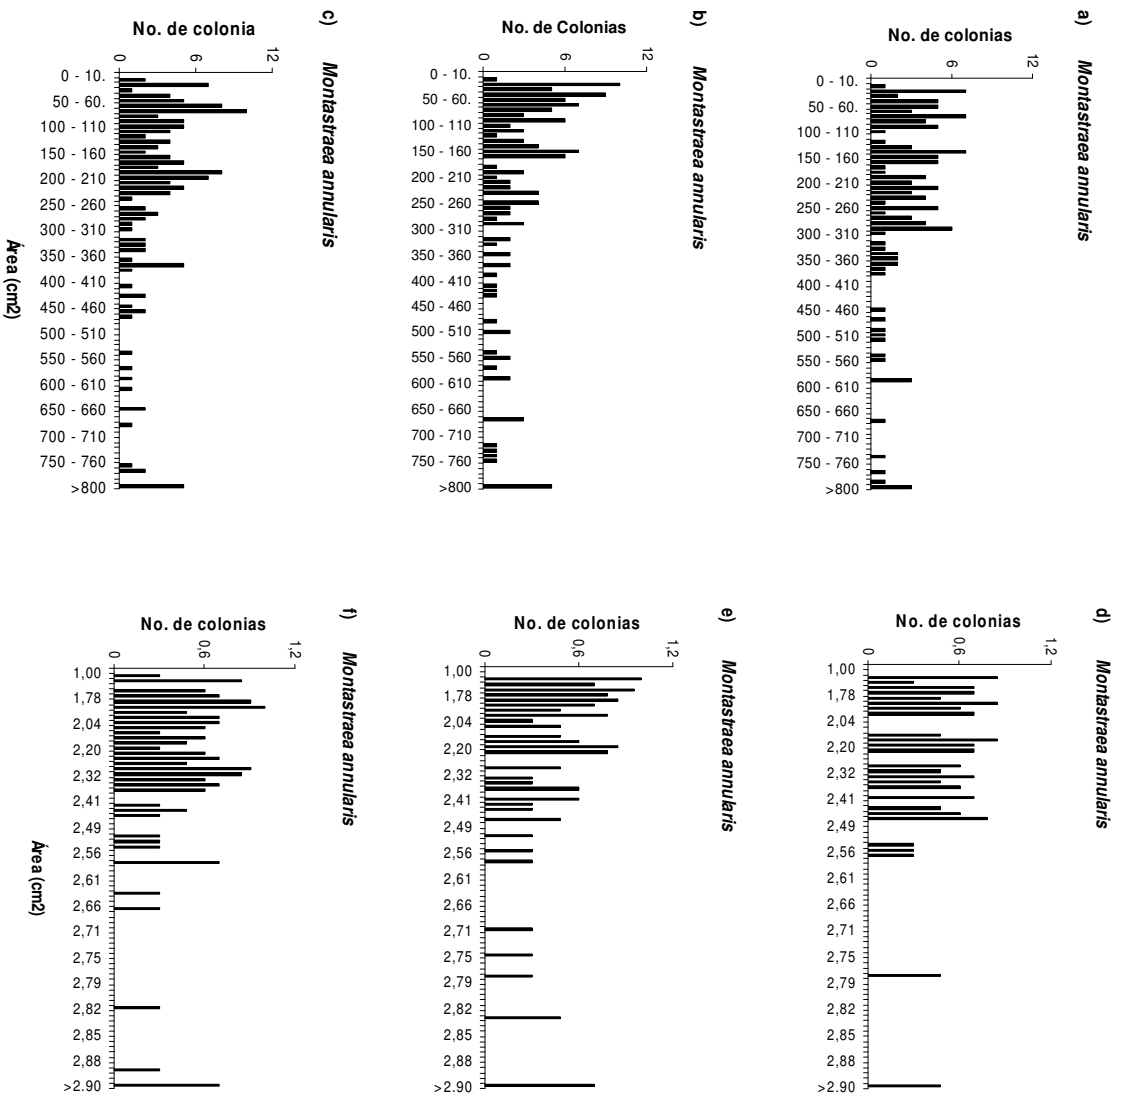 a)
Montastraea annularis
No. de colonias
0
6
12
0 - 10.
50 - 60.
100 - 110
150 - 160
200 - 210
250 - 260
300 - 310
350 - 360
400 - 410
450 - 460
500 - 510
550 - 560
600 - 610
650 - 660
700 - 710
750 - 760
>800
b)
Montastraea annularis
No. de Colonias
0
6
12
0 - 10.
50 - 60.
100 - 110
150 - 160
200 - 210
250 - 260
300 - 310
350 - 360
400 - 410
450 - 460
500 - 510
550 - 560
600 - 610
650 - 660
700 - 710
750 - 760
>800
c)
Montastraea annularis
No. de colonia
0
6
12
0 - 10.
50 - 60.
100 - 110
150 - 160
200 - 210
250 - 260
300 - 310
350 - 360
400 - 410
450 - 460
500 - 510
550 - 560
600 - 610
650 - 660
700 - 710
750 - 760
>800
Área (cm2)
d)
Montastraea annularis
No. de colonias
0
0,6
1,2
1,00
1,78
2,04
2,20
2,32
2,41
2,49
2,56
2,61
2,66
2,71
2,75
2,79
2,82
2,85
2,88
>2.90
e)
Montastraea annularis
No. de colonias
0
0,6
1,2
1,00
1,78
2,04
2,20
2,32
2,41
2,49
2,56
2,61
2,66
2,71
2,75
2,79
2,82
2,85
2,88
>2.90
f)
Montastraea annularis
No. de colonias
0
0,6
1,2
1,00
1,78
2,04
2,20
2,32
2,41
2,49
2,56
2,61
2,66
2,71
2,75
2,79
2,82
2,85
2,88
>2.90
Área (cm2)